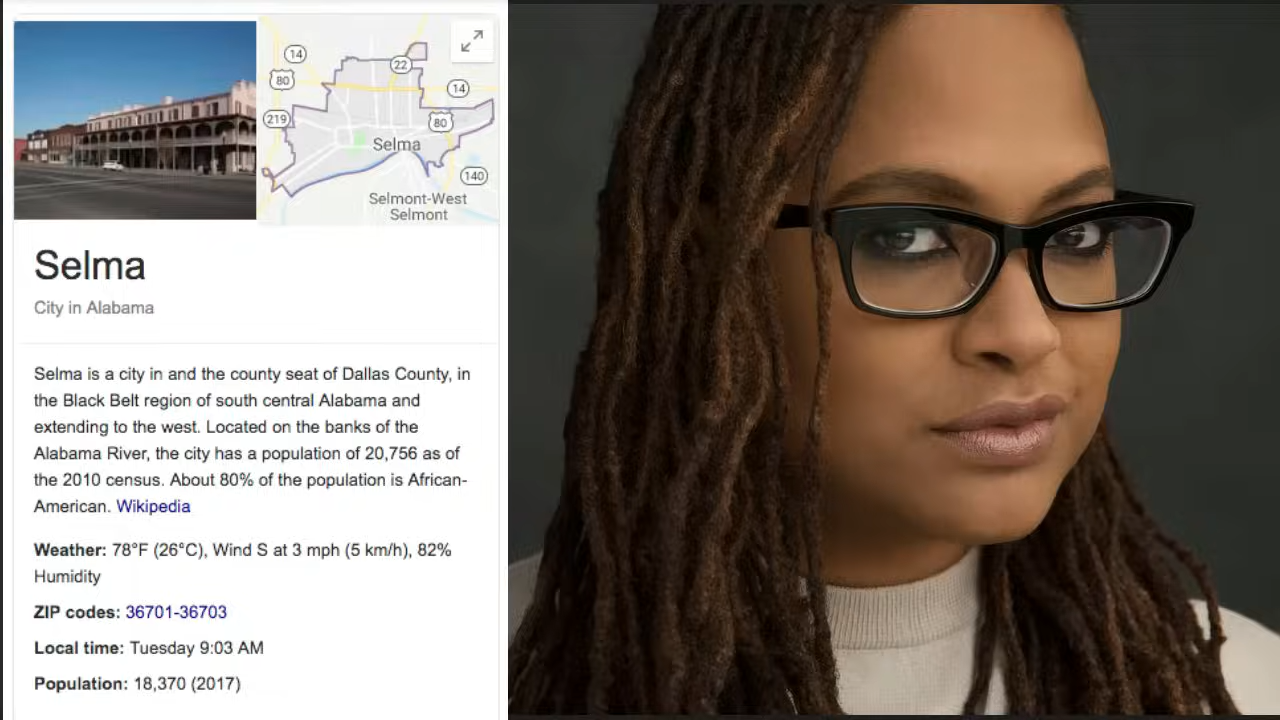 14
80
22
14
219
80
Selma
140
Selmont-West
Selmont
Selma
City in Alabama
Selma is a city in and the county seat of Dallas County, in
the Black Belt region of south central Alabama and
extending to the west. Located on the banks of the
Alabama River, the city has a population of 20,756 as of
the 2010 census. About 80% of the population is African-
American. Wikipedia
Weather: 78°F (26°C), Wind S at 3 mph (5 km/h), 82%
Humidity
ZIP codes: 36701-36703
Local time: Tuesday 9:03 AM
Population: 18,370 (2017)